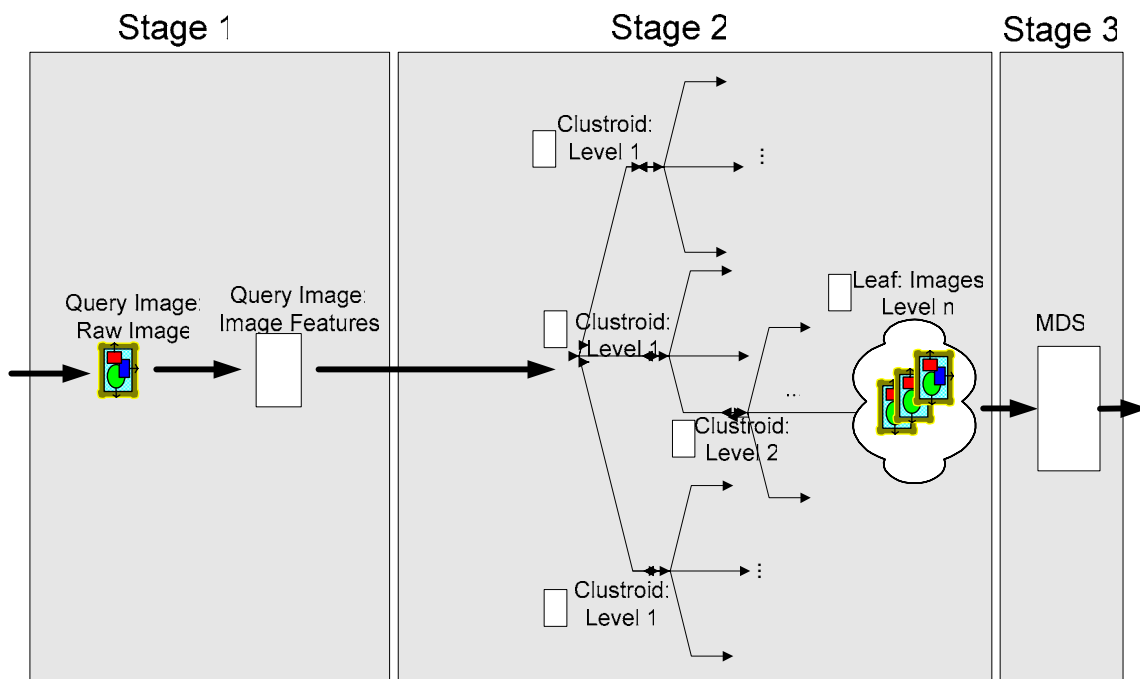 Stage 1
Stage 2
Stage 3
Query Image:
Raw Image
Query Image:
Image Features
Clustroid:
Level 1
...
Clustroid:
Level 1
...
Clustroid:
Level 2
Leaf: Images
Level n
Clustroid:
Level 1
...
MDS